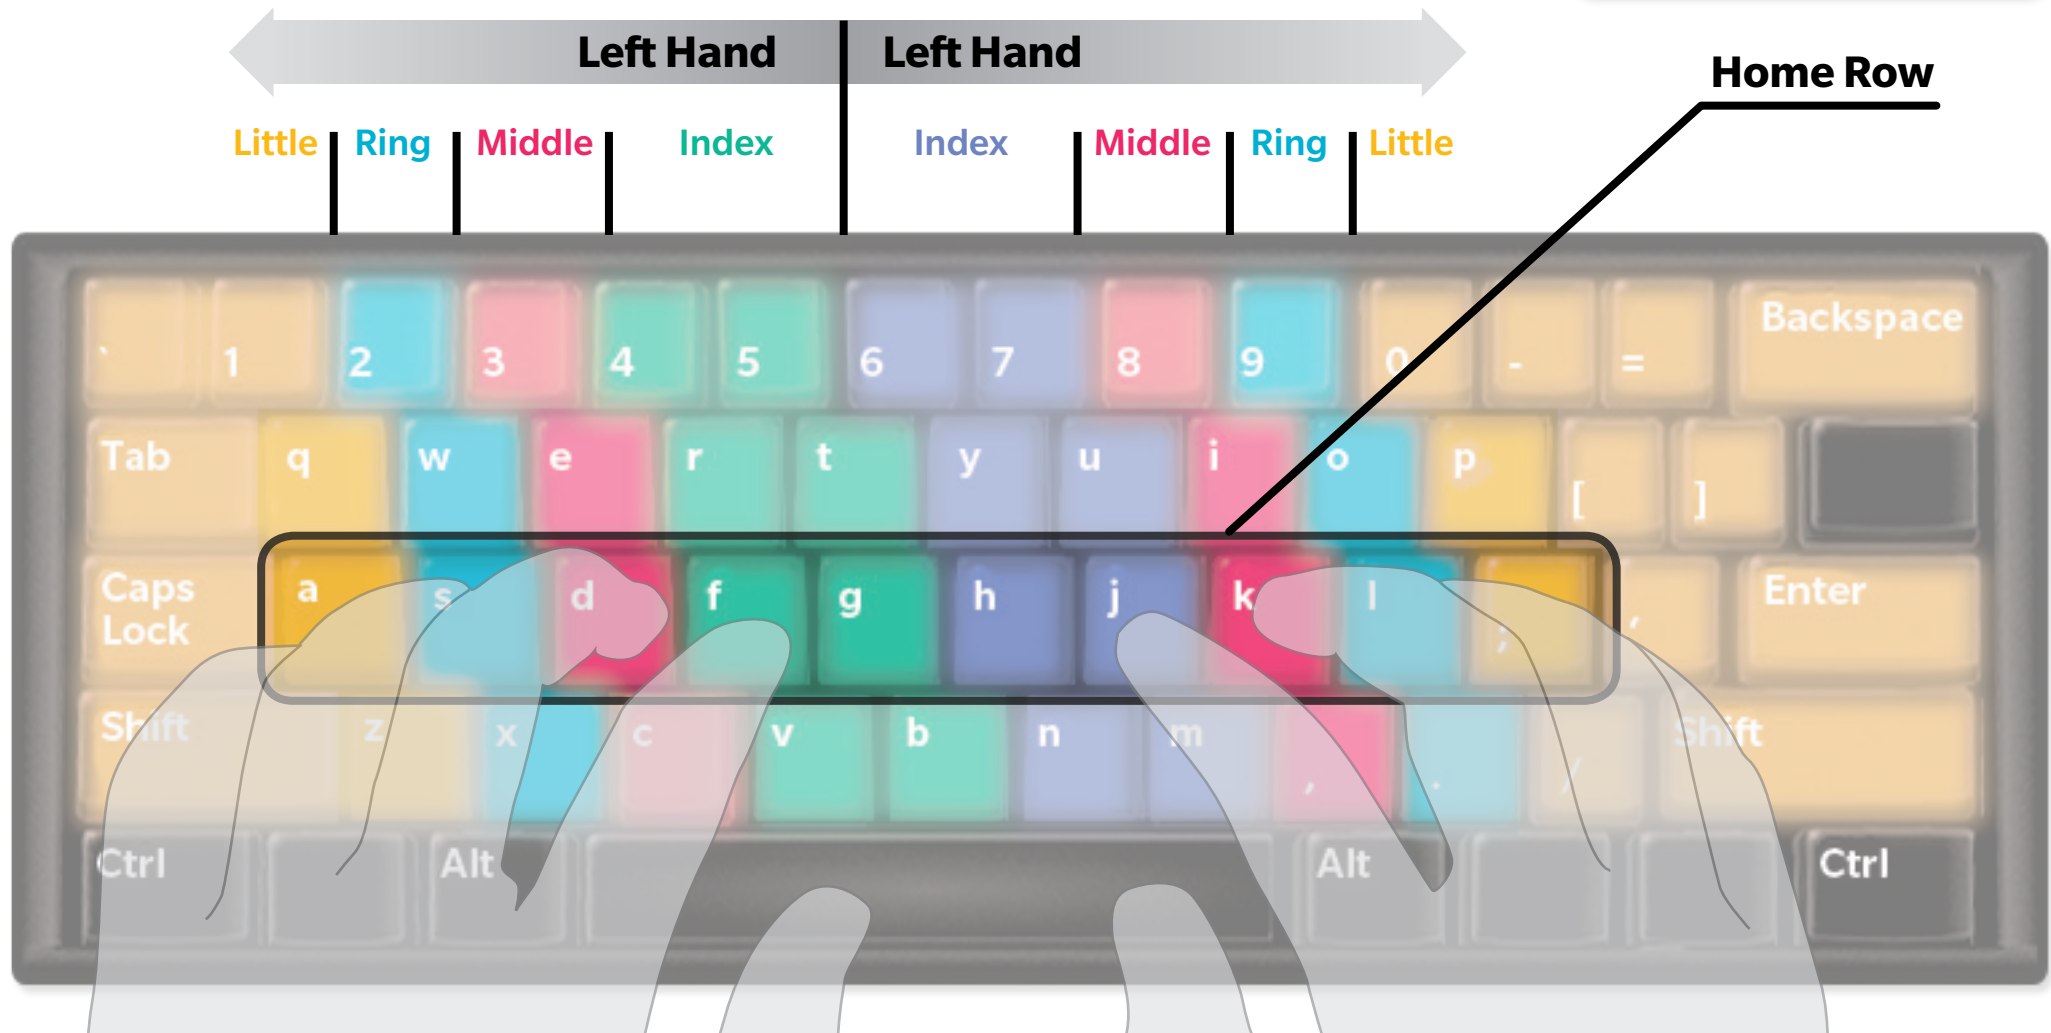 Left Hand Left Hand
Home Row
Little Ring Middle Index Index Middle Ring Little
` 1 2 3 4 5 6 7 8 9 0 - = Backspace
Tab q w e r t y u i o p [ ]
Caps Lock a s d f g h j k l ; ' Enter
Shift z x c v b n m , . / Shift
Ctrl Alt Alt Ctrl